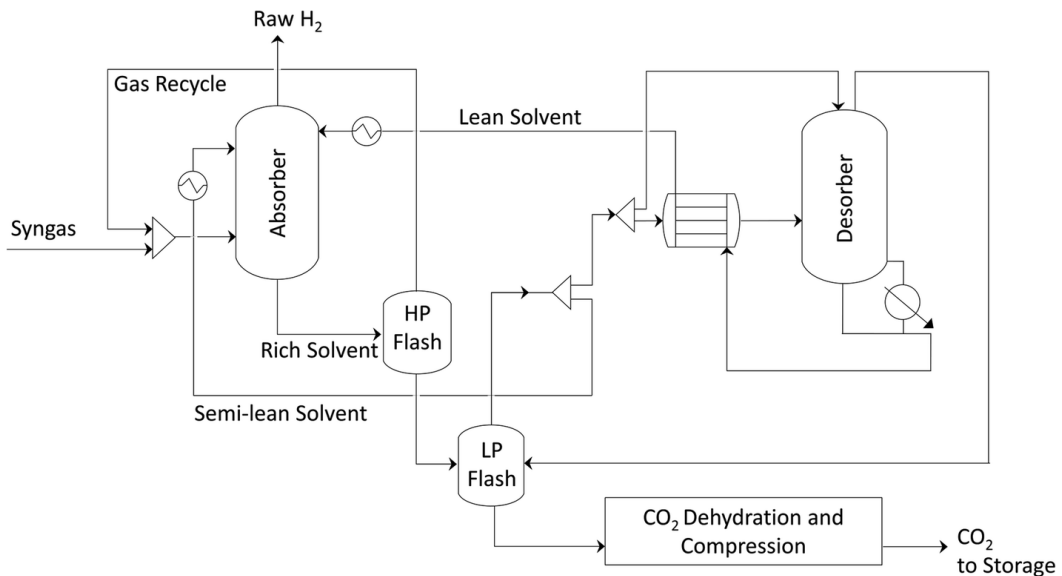 Raw H₂
Gas Recycle
Lean Solvent
Absorber
Desorber
Syngas
HP
Flash
Rich Solvent
Semi-lean Solvent
LP
Flash
CO₂ Dehydration and
Compression
CO₂
to Storage